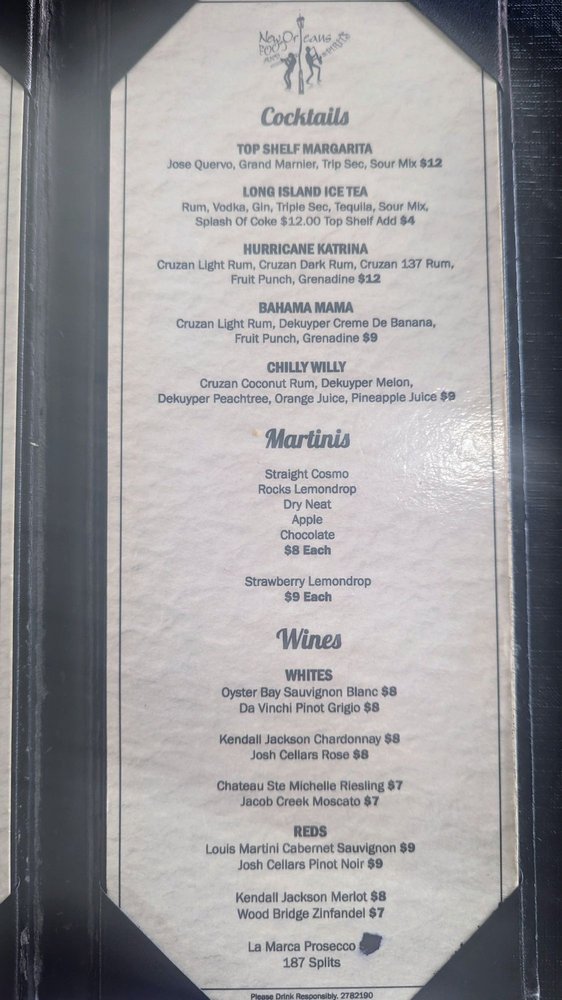 New Orleans
FOOD
AND
SPIRITS
Cocktails
TOP SHELF MARGARITA
Jose Quervo, Grand Marnier, Trip Sec, Sour Mix $12
LONG ISLAND ICE TEA
Rum, Vodka, Gin, Triple Sec, Tequila, Sour Mix,
Splash Of Coke $12.00 Top Shelf Add $4
HURRICANE KATRINA
Cruzan Light Rum, Cruzan Dark Rum, Cruzan 137 Rum,
Fruit Punch, Grenadine $12
BAHAMA MAMA
Cruzan Light Rum, Dekuyper Creme De Banana,
Fruit Punch, Grenadine $9
CHILLY WILLY
Cruzan Coconut Rum, Dekuyper Melon,
Dekuyper Peachtree, Orange Juice, Pineapple Juice $9
Martinis
Straight Cosmo
Rocks Lemondrop
Dry Neat
Apple
Chocolate
$8 Each
Strawberry Lemondrop
$9 Each
Wines
WHITES
Oyster Bay Sauvignon Blanc $8
Da Vinchi Pinot Grigio $8
Kendall Jackson Chardonnay $8
Josh Cellars Rose $8
Chateau Ste Michelle Riesling $7
Jacob Creek Moscato $7
REDS
Louis Martini Cabernet Sauvignon $9
Josh Cellars Pinot Noir $9
Kendall Jackson Merlot $8
Wood Bridge Zinfandel $7
La Marca Prosecco
187 Splits
Please Drink Responsibly. 2782190